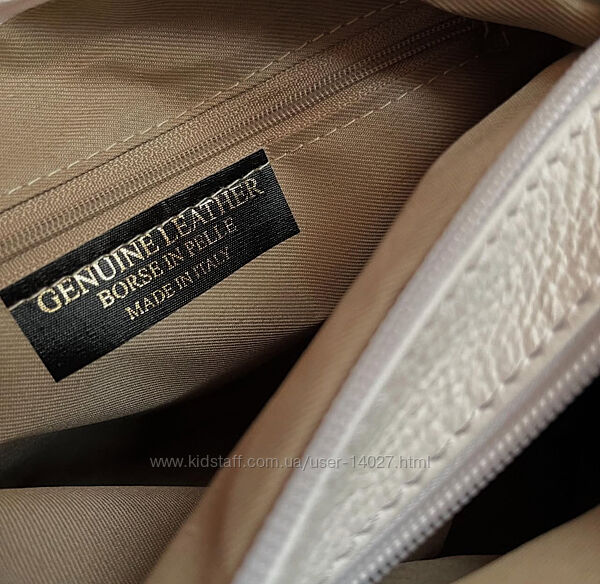 GENUINE LEATHER
BORSE IN PELLE
MADE IN ITALY
www.kidstaff.com.ua/user-14027.html